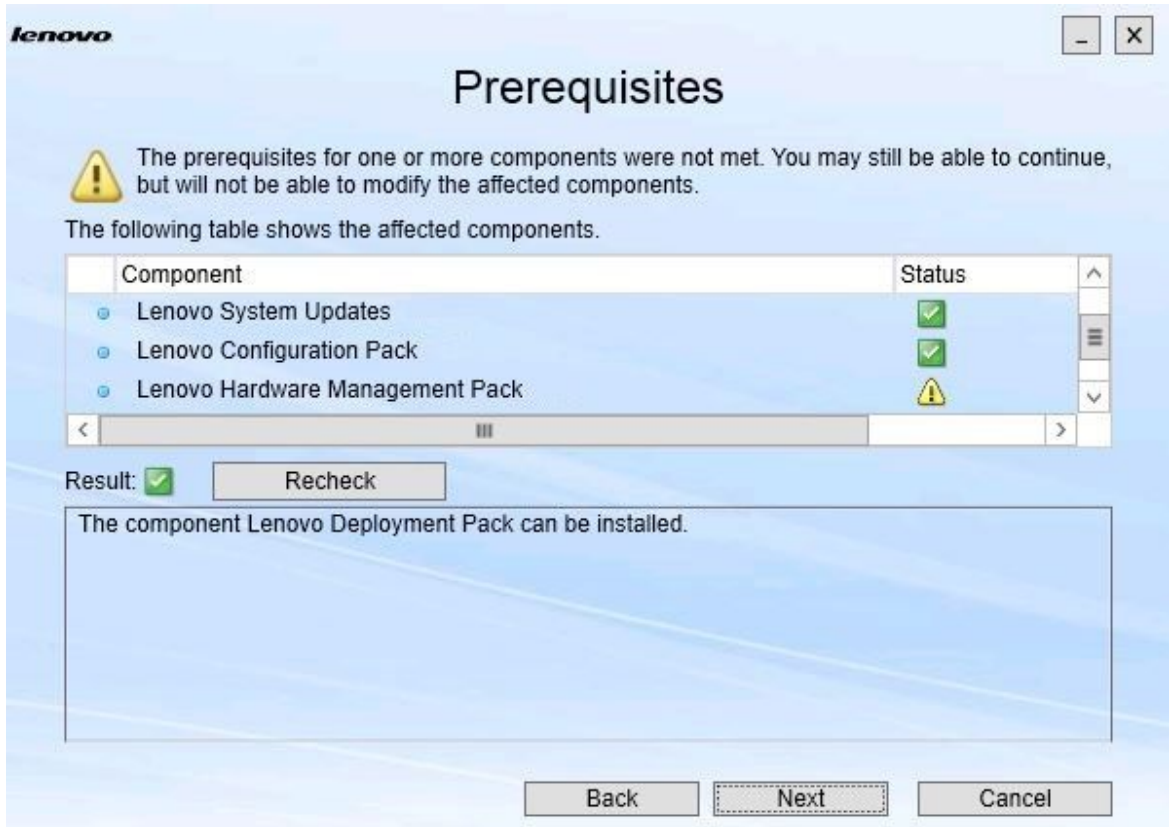 lenovo
Prerequisites
The prerequisites for one or more components were not met. You may still be able to continue,
but will not be able to modify the affected components.
The following table shows the affected components.
Component Status
Lenovo System Updates
Lenovo Configuration Pack
Lenovo Hardware Management Pack
Result: Recheck
The component Lenovo Deployment Pack can be installed.
Back Next Cancel